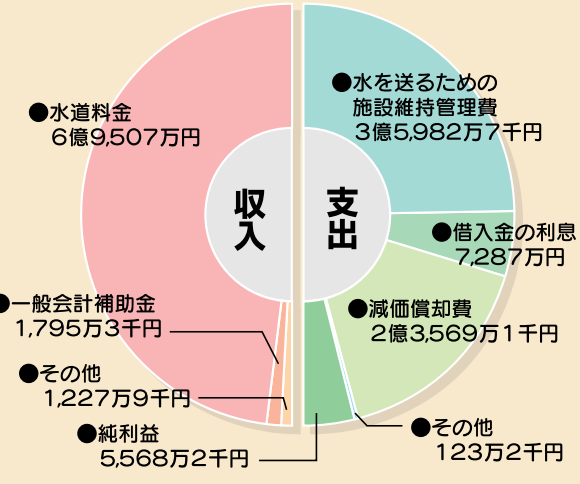 ●水道料金
6億9,507万円
●一般会計補助金
1,795万3千円
●その他
1,227万9千円
●純利益
5,568万2千円
収入
支出
●水を送るための
施設維持管理費
3億5,982万7千円
●借入金の利息
7,287万円
●減価償却費
2億3,569万1千円
●その他
123万2千円